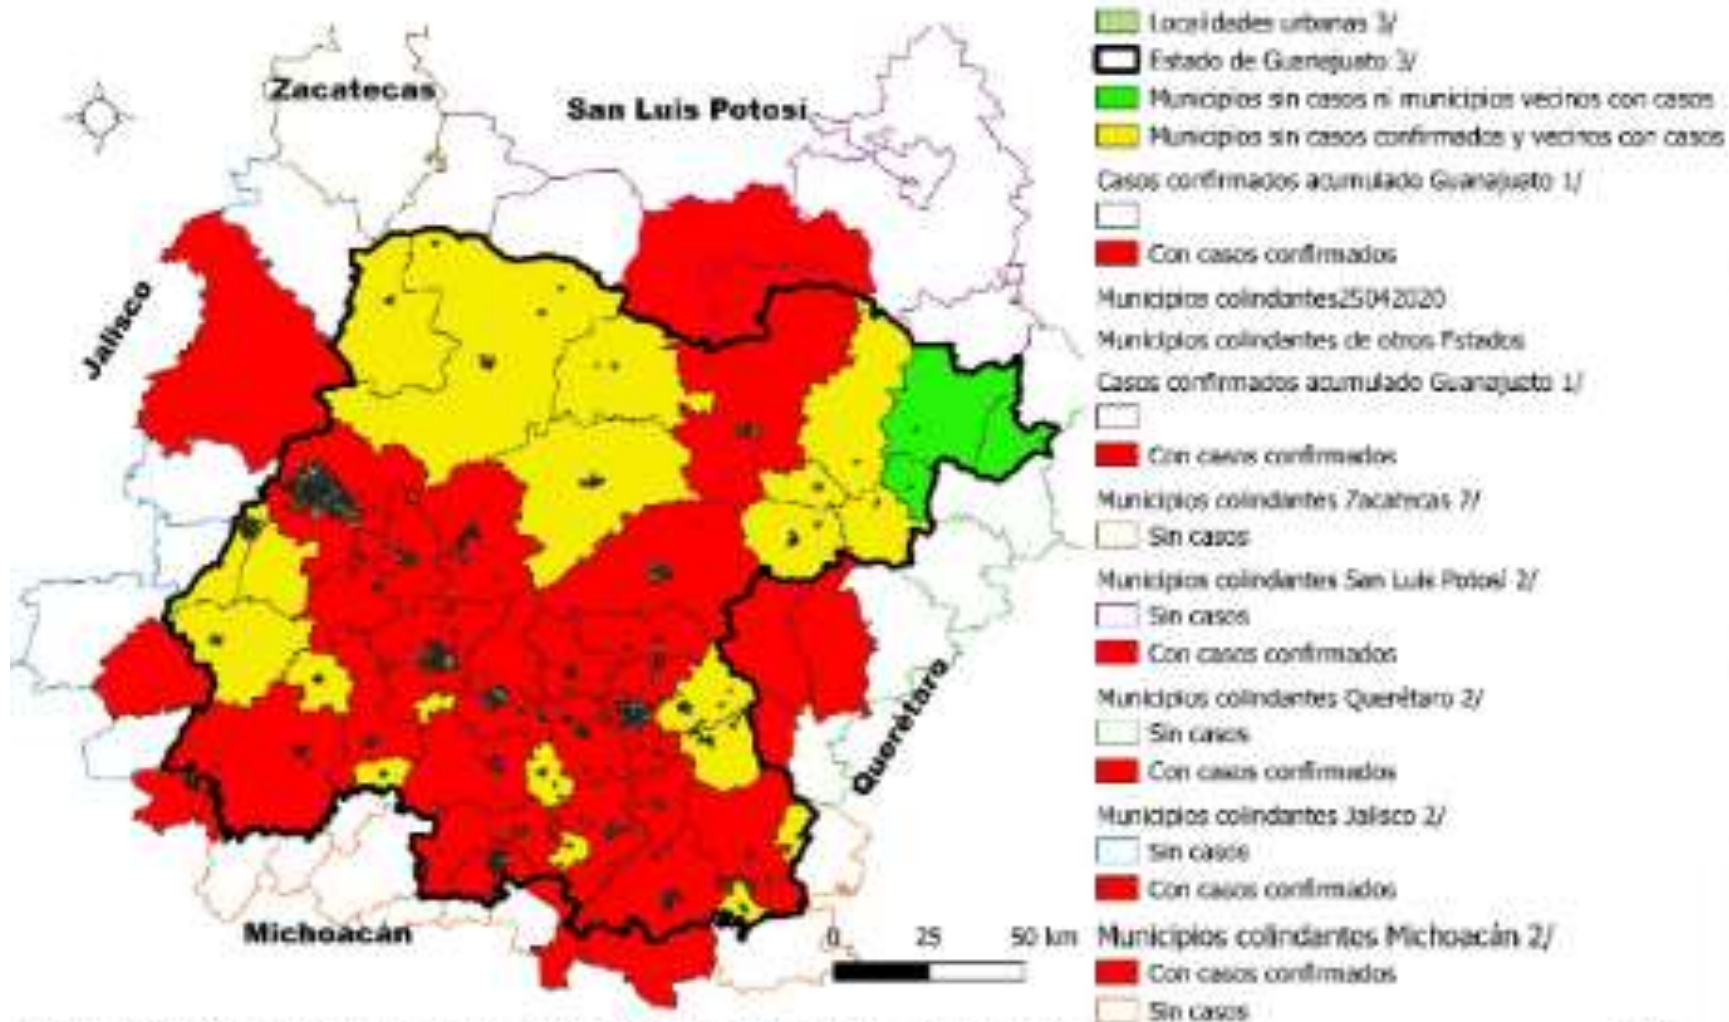 Zacatecas
San Luis Potosí
Jalisco
Querétaro
Michoacán
0 25 50 km
Localidades urbanas 3/
Estado de Guanajuato 3/
Municipios sin casos ni municipios vecinos con casos
Municipios sin casos confirmados y vecinos con casos
Casos confirmados acumulado Guanajuato 1/
Con casos confirmados
Municipios colindantes25042020
Municipios colindantes de otros Estados
Casos confirmados acumulado Guanajuato 1/
Con casos confirmados
Municipios colindantes Zacatecas 2/
Sin casos
Municipios colindantes San Luis Potosí 2/
Sin casos
Con casos confirmados
Municipios colindantes Querétaro 2/
Sin casos
Con casos confirmados
Municipios colindantes Jalisco 2/
Sin casos
Con casos confirmados
Municipios colindantes Michoacán 2/
Con casos confirmados
Sin casos